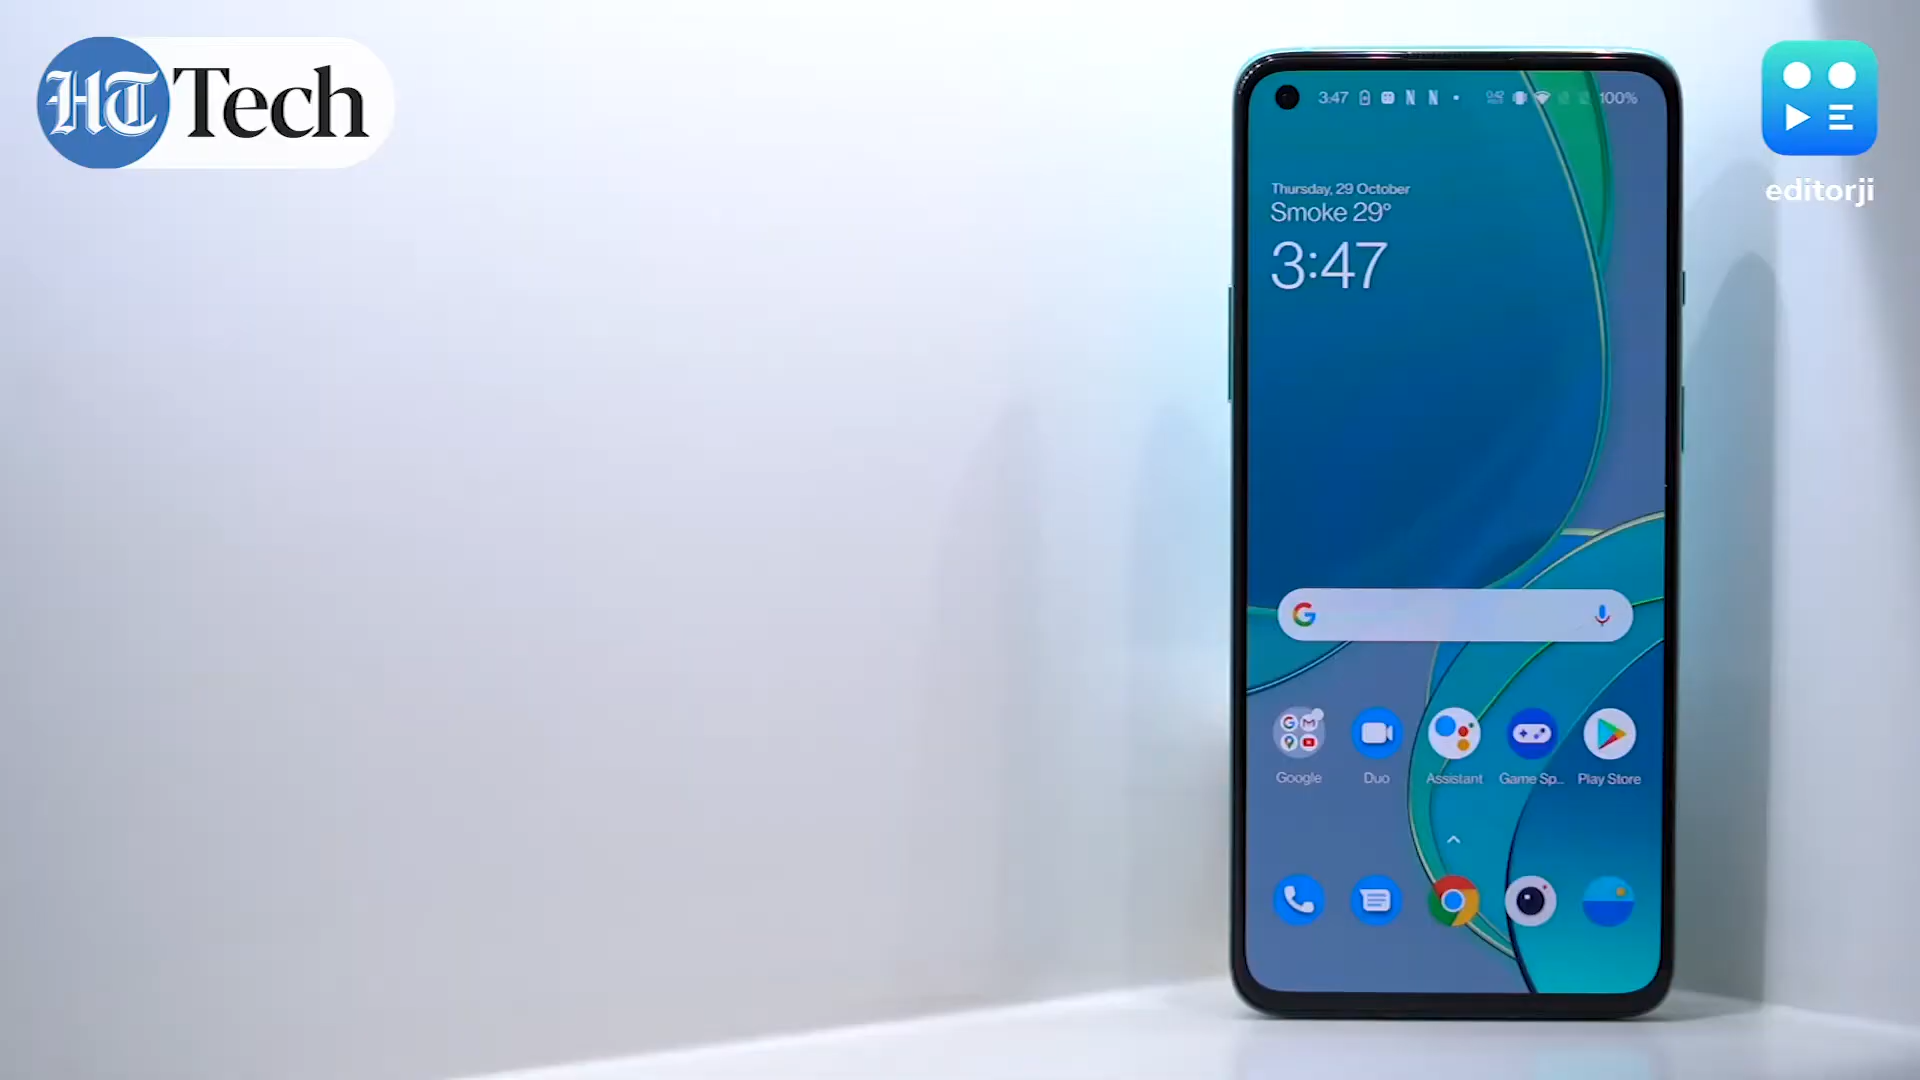 HT Tech
editorji
3:47
N N
100%
Thursday, 29 October
Smoke 29°
3:47
Google
Duo
Assistant
Game Sp...
Play Store